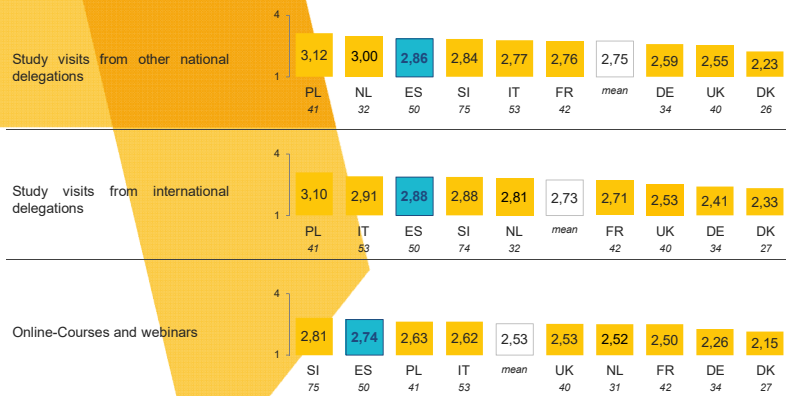 4
Study visits from other national
delegations
3,12 3,00 2,86 2,84 2,77 2,76 2,75 2,59 2,55 2,23
1
PL NL ES SI IT FR mean DE UK DK
41 32 50 75 53 42 34 40 26
4
Study visits from international
delegations
3,10 2,91 2,88 2,88 2,81 2,73 2,71 2,53 2,41 2,33
1
PL IT ES SI NL mean FR UK DE DK
41 53 50 74 32 42 40 34 27
4
Online-Courses and webinars
2,81 2,74 2,63 2,62 2,53 2,53 2,52 2,50 2,26 2,15
1
SI ES PL IT mean UK NL FR DE DK
75 50 41 53 40 31 42 34 27